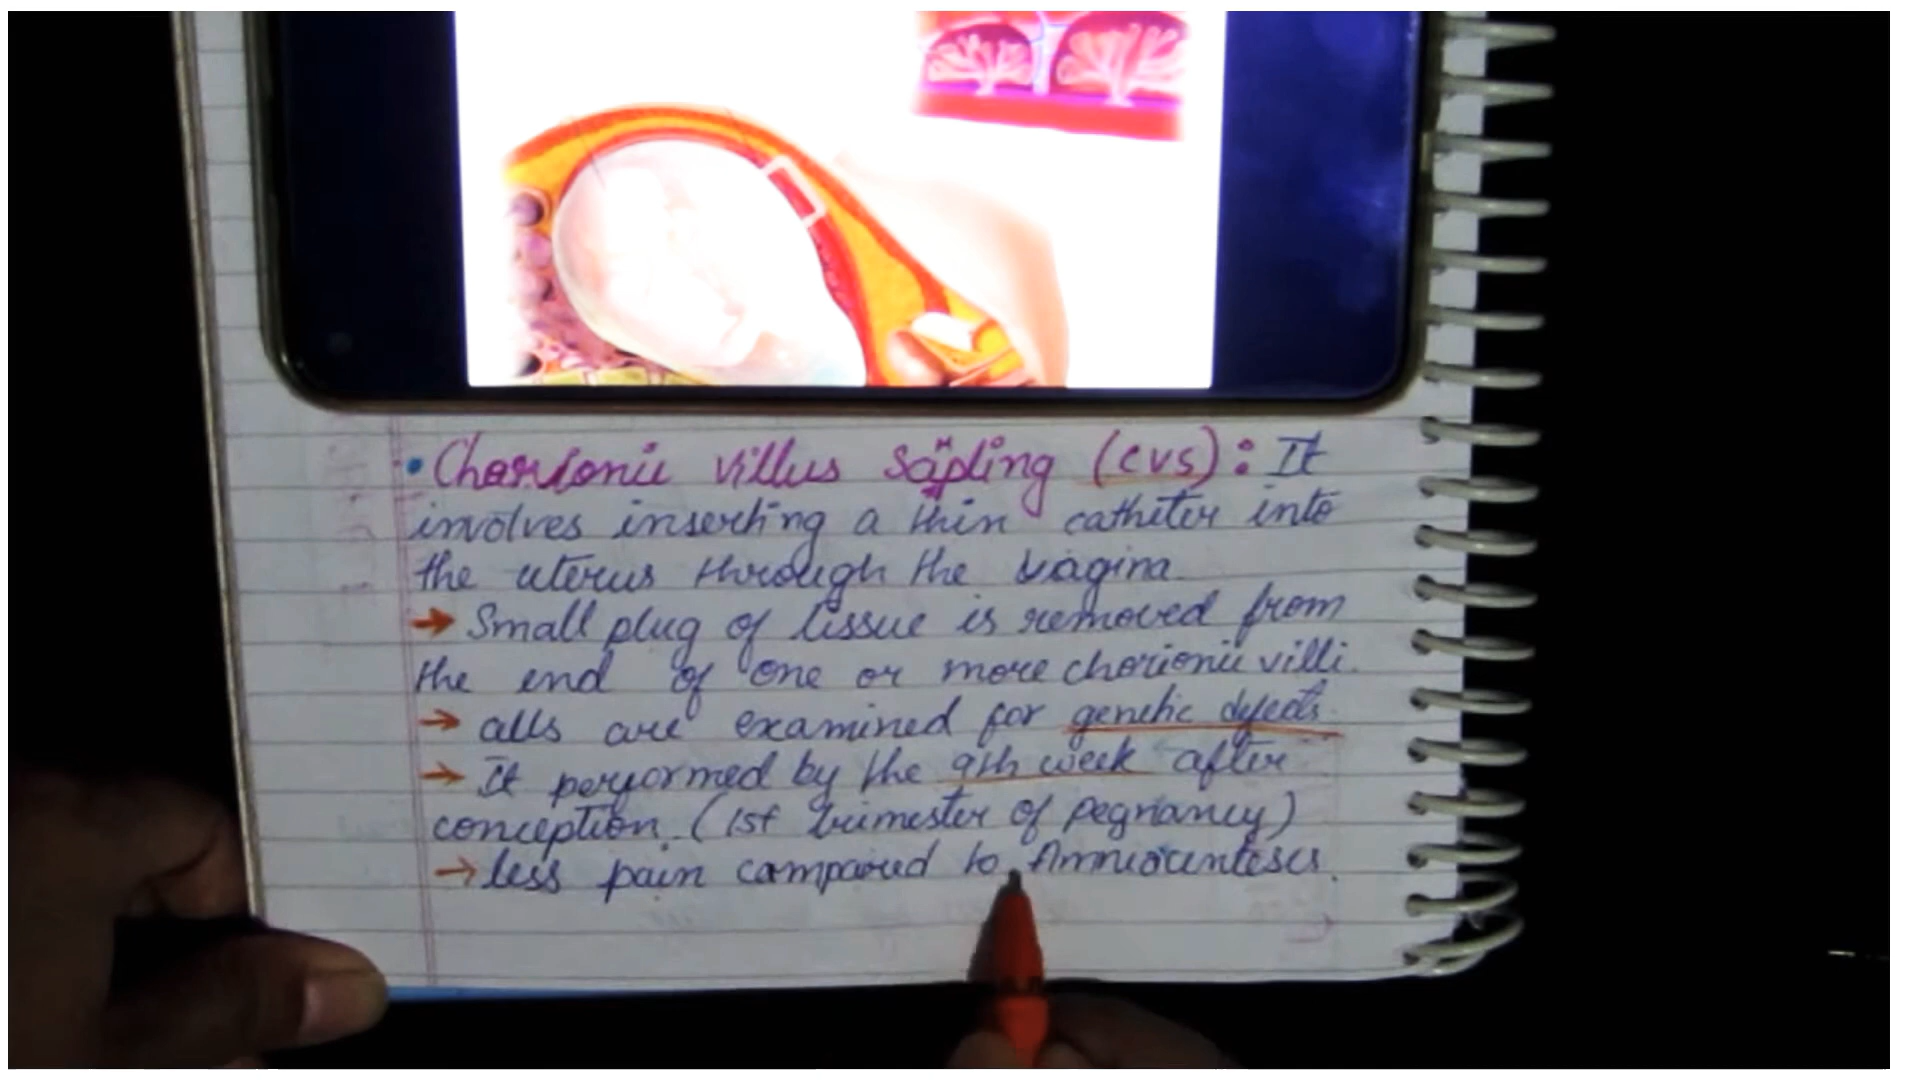 • Chorionic villus Sampling (CVS) : It
involves inserting a thin catheter into
the uterus through the vagina.
→ Small plug of tissue is removed from
the end of one or more chorionic villi.
→ cells are examined for genetic defects.
→ It performed by the 9th week after
conception. (1st trimester of pegnancy)
→ less pain compared to Amniocentesis.